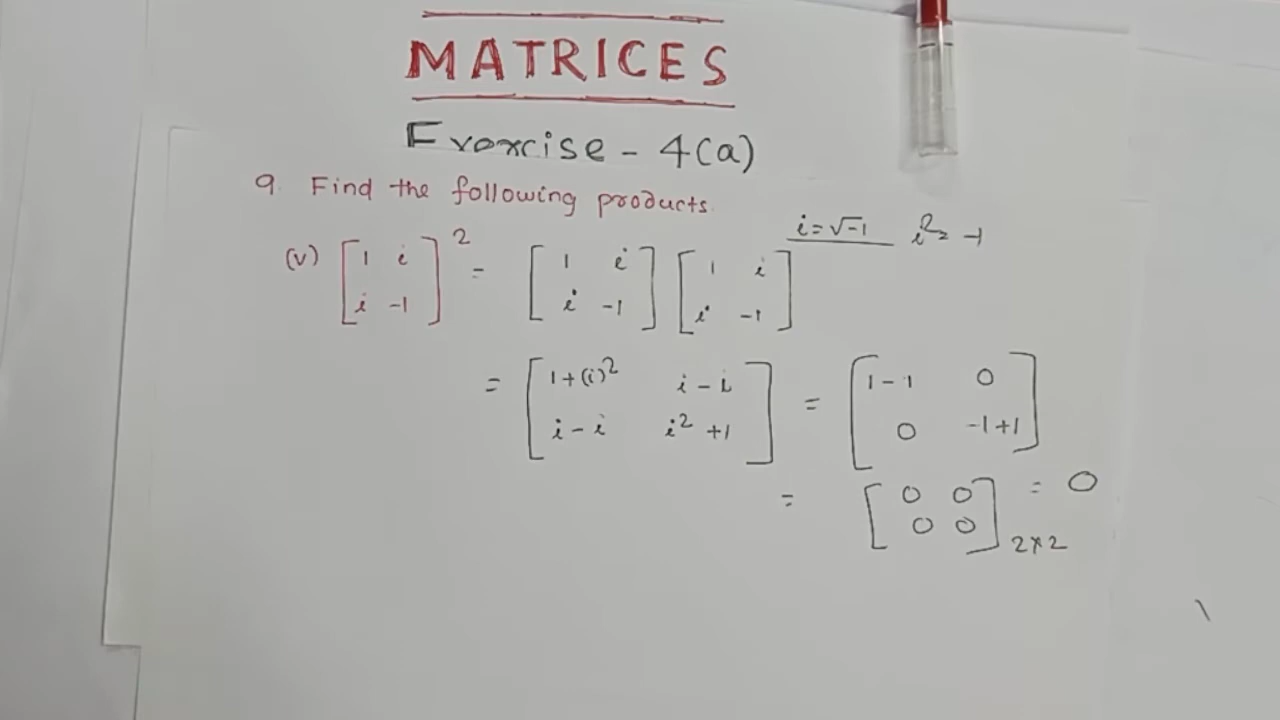 MATRICES
Exercise - 4(a)
9. Find the following products.
i = √-1 i² = -1
(v) [1 i; i -1]² = [1 i; i -1] [1 i; i -1]
= [1+(i)² i-i; i-i i²+1] = [1-1 0; 0 -1+1]
= [0 0; 0 0] 2×2 = 0